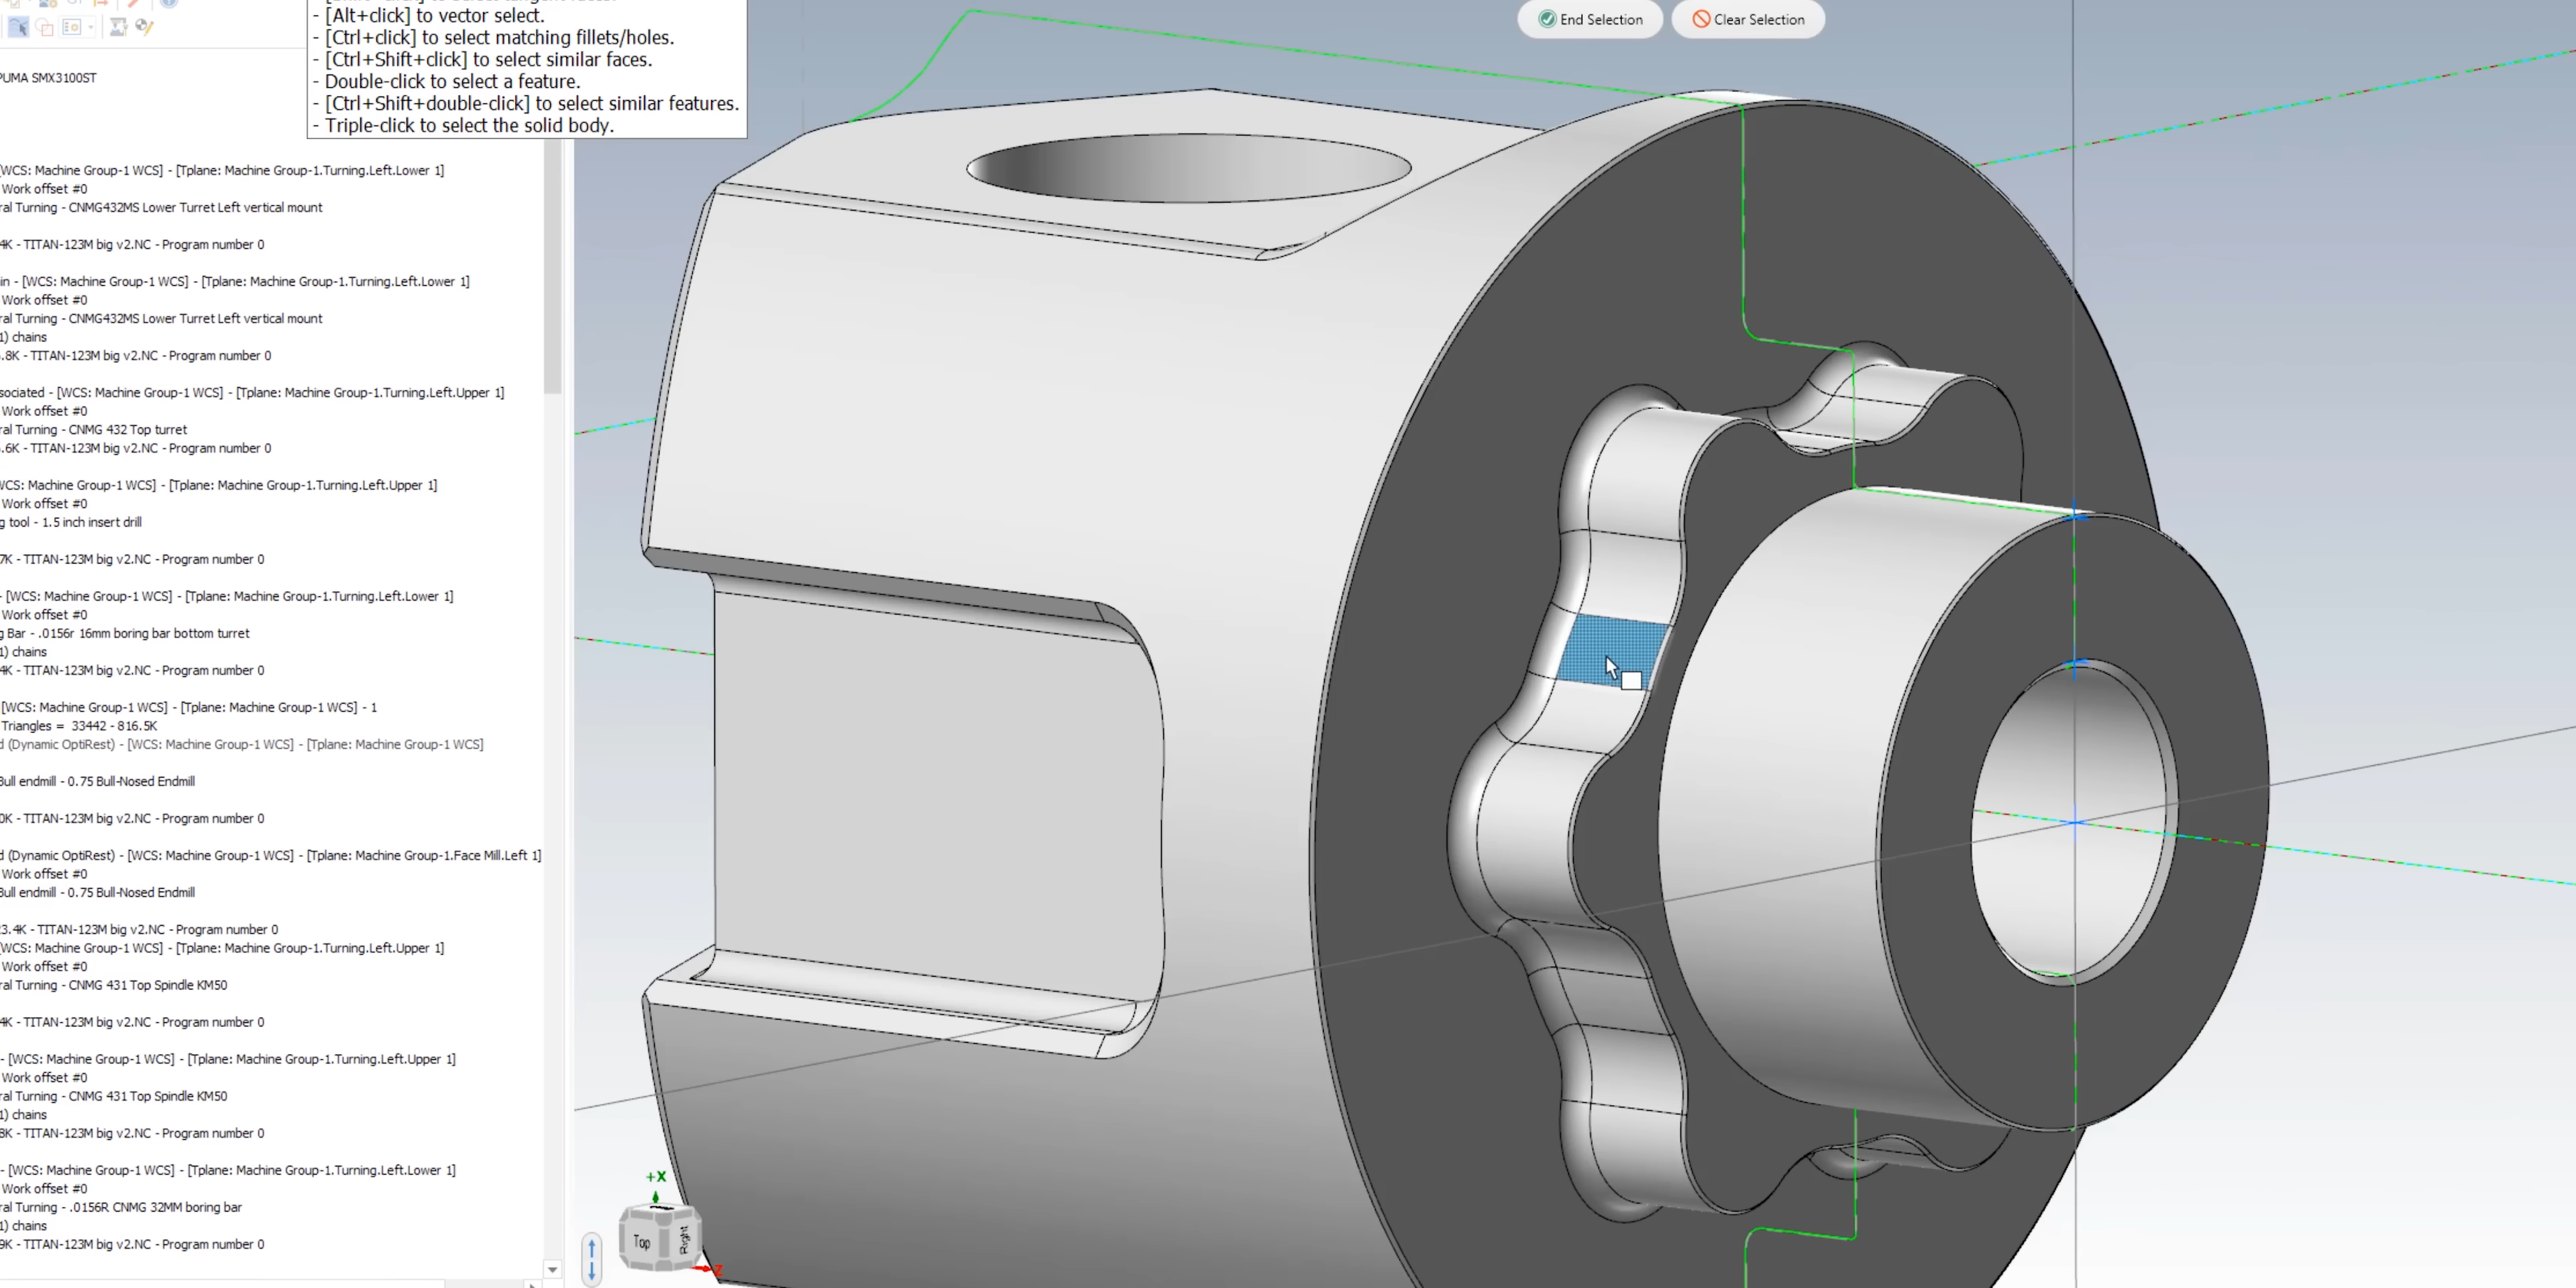 - [Alt+click] to vector select.
- [Ctrl+click] to select matching fillets/holes.
- [Ctrl+Shift+click] to select similar faces.
- Double-click to select a feature.
- [Ctrl+Shift+double-click] to select similar features.
- Triple-click to select the solid body.
End Selection
Clear Selection
PUMA SMX3100ST
[WCS: Machine Group-1 WCS] - [Tplane: Machine Group-1.Turning.Left.Lower 1]
Work offset #0
ral Turning - CNMG432MS Lower Turret Left vertical mount
4K - TITAN-123M big v2.NC - Program number 0
in - [WCS: Machine Group-1 WCS] - [Tplane: Machine Group-1.Turning.Left.Lower 1]
Work offset #0
ral Turning - CNMG432MS Lower Turret Left vertical mount
1) chains
.8K - TITAN-123M big v2.NC - Program number 0
sociated - [WCS: Machine Group-1 WCS] - [Tplane: Machine Group-1.Turning.Left.Upper 1]
Work offset #0
ral Turning - CNMG 432 Top turret
.6K - TITAN-123M big v2.NC - Program number 0
WCS: Machine Group-1 WCS] - [Tplane: Machine Group-1.Turning.Left.Upper 1]
Work offset #0
g tool - 1.5 inch insert drill
7K - TITAN-123M big v2.NC - Program number 0
- [WCS: Machine Group-1 WCS] - [Tplane: Machine Group-1.Turning.Left.Lower 1]
Work offset #0
g Bar - .0156r 16mm boring bar bottom turret
1) chains
4K - TITAN-123M big v2.NC - Program number 0
[WCS: Machine Group-1 WCS] - [Tplane: Machine Group-1 WCS] - 1
Triangles = 33442 - 816.5K
d (Dynamic OptiRest) - [WCS: Machine Group-1 WCS] - [Tplane: Machine Group-1 WCS]
Bull endmill - 0.75 Bull-Nosed Endmill
0K - TITAN-123M big v2.NC - Program number 0
d (Dynamic OptiRest) - [WCS: Machine Group-1 WCS] - [Tplane: Machine Group-1.Face Mill.Left 1]
Work offset #0
Bull endmill - 0.75 Bull-Nosed Endmill
3.4K - TITAN-123M big v2.NC - Program number 0
[WCS: Machine Group-1 WCS] - [Tplane: Machine Group-1.Turning.Left.Upper 1]
Work offset #0
ral Turning - CNMG 431 Top Spindle KM50
4K - TITAN-123M big v2.NC - Program number 0
- [WCS: Machine Group-1 WCS] - [Tplane: Machine Group-1.Turning.Left.Upper 1]
Work offset #0
ral Turning - CNMG 431 Top Spindle KM50
1) chains
8K - TITAN-123M big v2.NC - Program number 0
- [WCS: Machine Group-1 WCS] - [Tplane: Machine Group-1.Turning.Left.Lower 1]
Work offset #0
ral Turning - .0156R CNMG 32MM boring bar
1) chains
9K - TITAN-123M big v2.NC - Program number 0
+X
Top
Right
Z